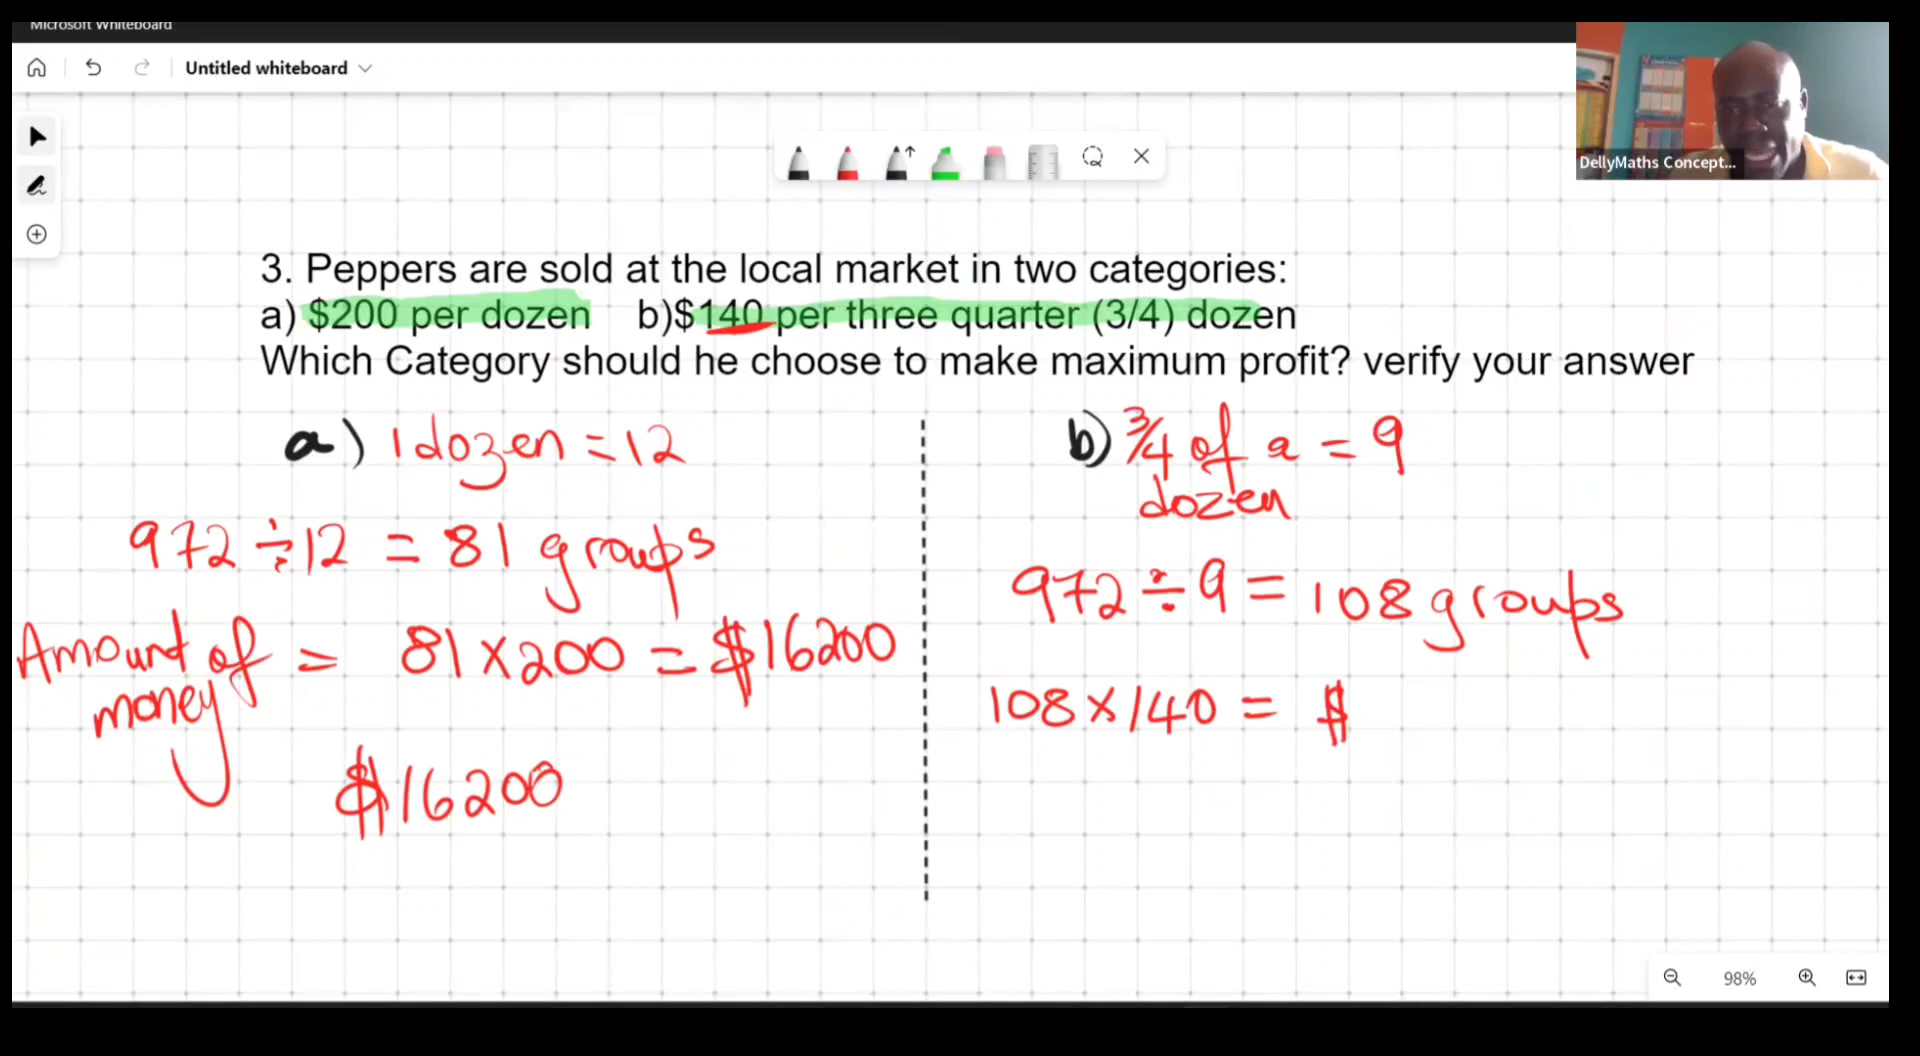 Microsoft Whiteboard
Untitled whiteboard
DellyMaths Concept...
3. Peppers are sold at the local market in two categories:
a) $200 per dozen b)$140 per three quarter (3/4) dozen
Which Category should he choose to make maximum profit? verify your answer
a) 1 dozen = 12
972 ÷ 12 = 81 groups
Amount of money = 81 × 200 = $16200
$16200
b) 3/4 of a dozen = 9
972 ÷ 9 = 108 groups
108 × 140 = $
98%